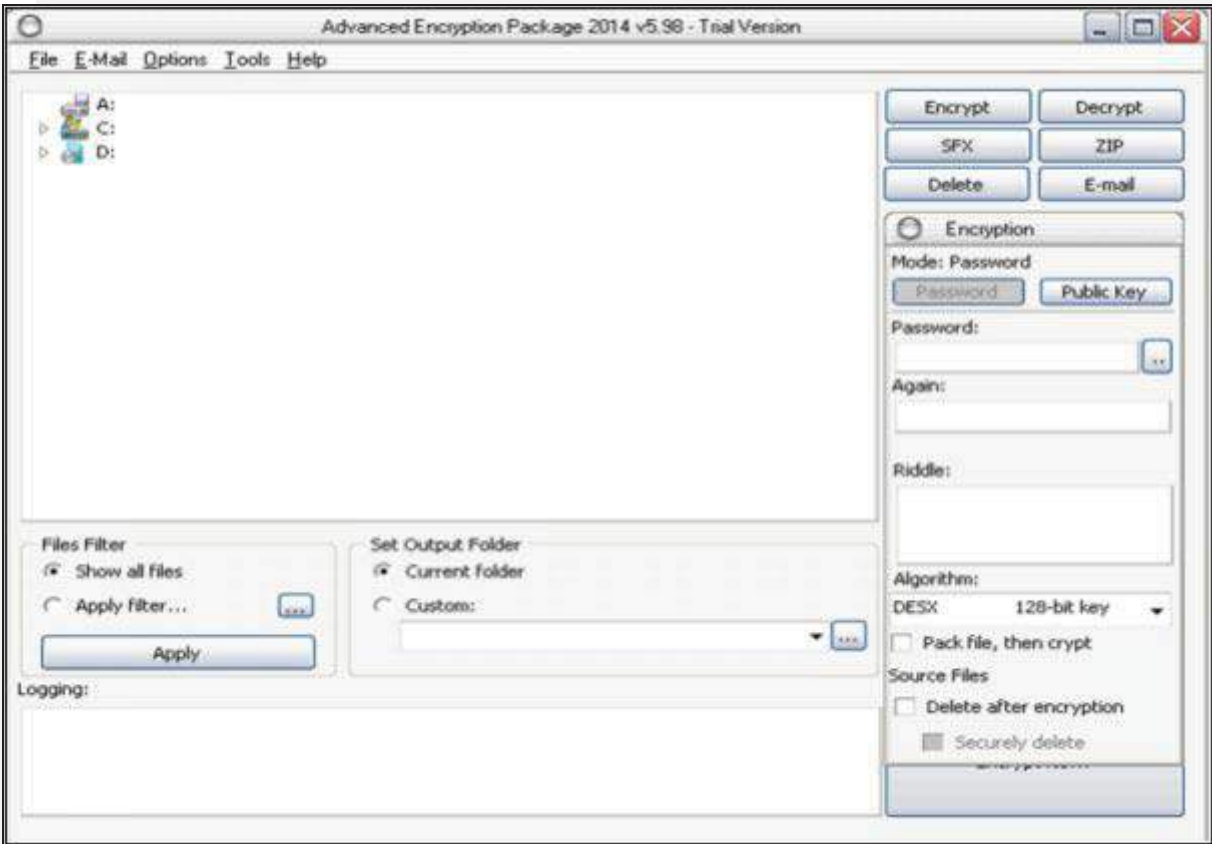 Advanced Encryption Package 2014 v5.98 - Trial Version
File E-Mail Options Tools Help
A:
C:
D:
Encrypt Decrypt
SFX ZIP
Delete E-mail
Encryption
Mode: Password
Password Public Key
Password:
..
Again:
Riddle:
Algorithm:
DESX 128-bit key
Pack file, then crypt
Source Files
Delete after encryption
Securely delete
Files Filter
Show all files
Apply filter...
...
Apply
Set Output Folder
Current folder
Custom:
...
Logging: